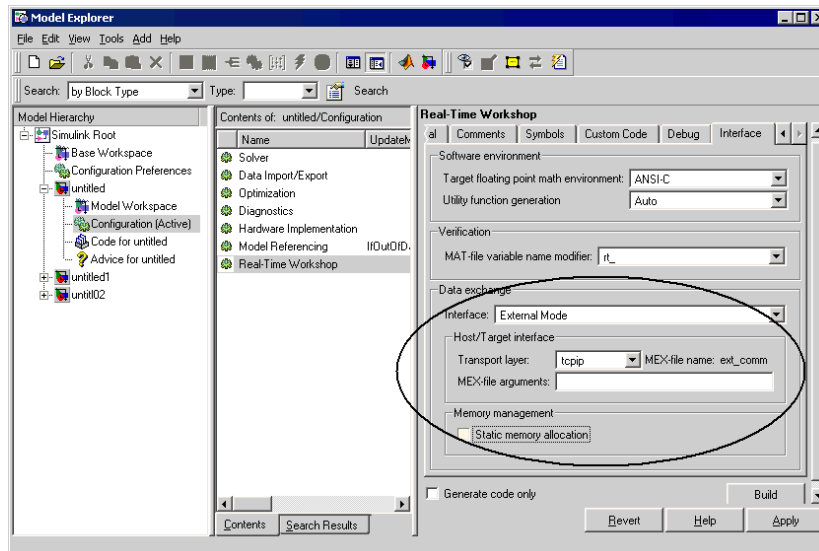 Model Explorer
File Edit View Tools Add Help
Search: by Block Type Type: Search
Model Hierarchy
Simulink Root
Base Workspace
Configuration Preferences
untitled
Model Workspace
Configuration (Active)
Code for untitled
Advice for untitled
untitled1
untitl02
Contents of: untitled/Configuration
Name UpdateM
Solver
Data Import/Export
Optimization
Diagnostics
Hardware Implementation
Model Referencing IfOutOfD
Real-Time Workshop
Contents Search Results
Real-Time Workshop
al Comments Symbols Custom Code Debug Interface
Software environment
Target floating point math environment: ANSI-C
Utility function generation Auto
Verification
MAT-file variable name modifier: rt_
Data exchange
Interface: External Mode
Host/Target interface
Transport layer: tcpip MEX-file name: ext_comm
MEX-file arguments:
Memory management
Static memory allocation
Generate code only Build
Revert Help Apply